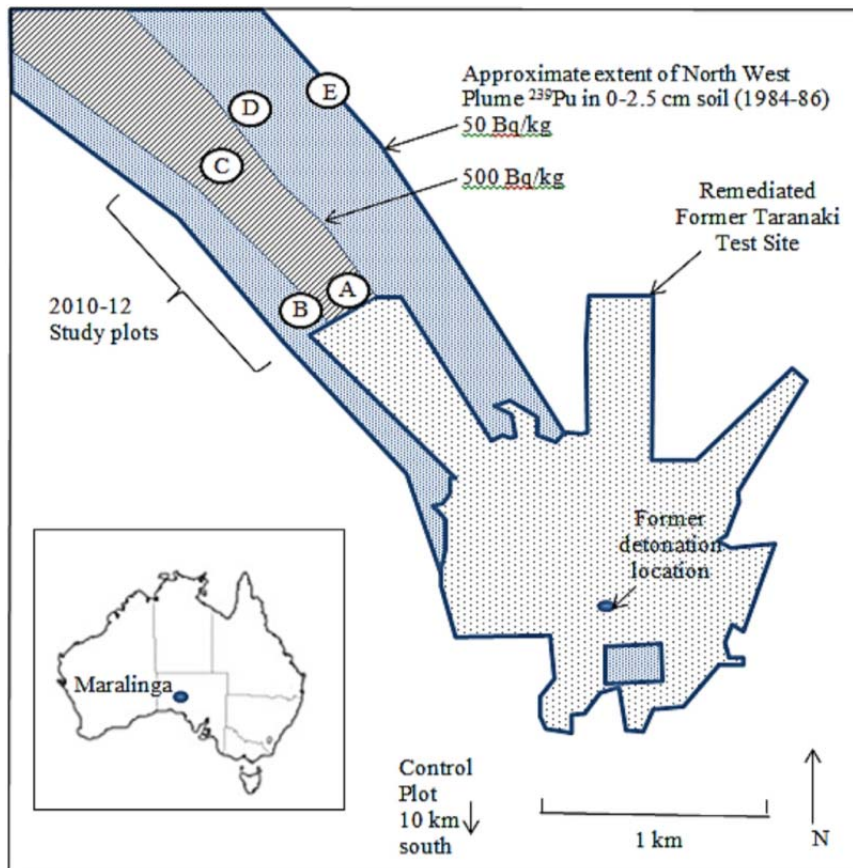 Approximate extent of North West
Plume ²³⁹Pu in 0-2.5 cm soil (1984-86)
50 Bq/kg
500 Bq/kg
E
D
C
A
B
Remediated
Former Taranaki
Test Site
2010-12
Study plots
Former
detonation
location
Maralinga
Control
Plot
10 km
south
1 km
N